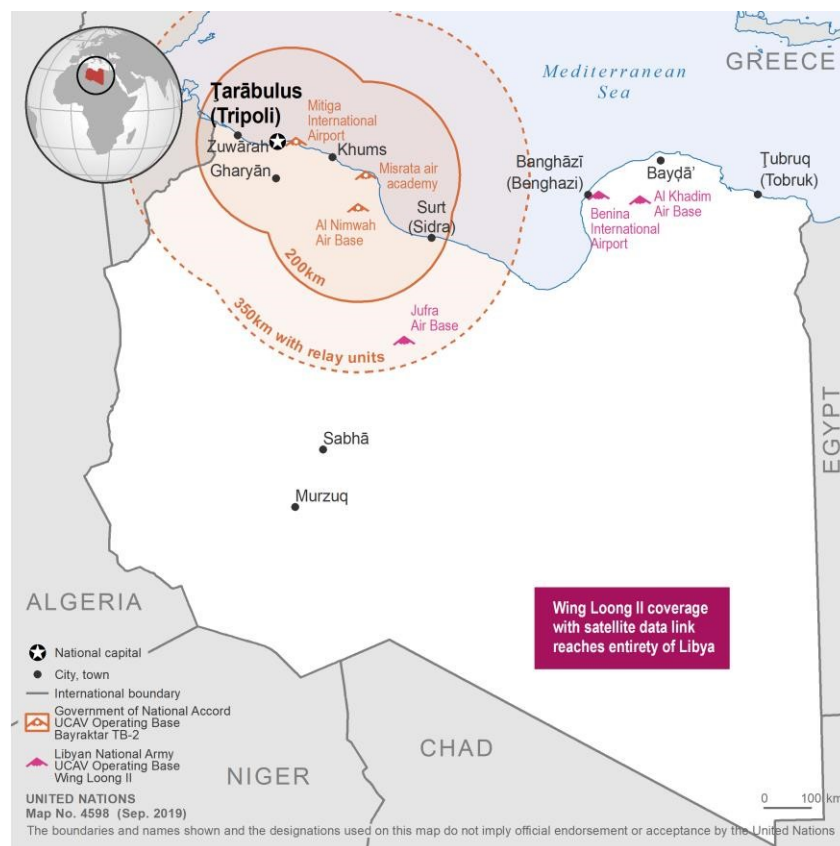 GREECE
Mediterranean
Sea
Ţarābulus
(Tripoli)
Mitiga
International
Airport
Zuwārah
Khums
Gharyān
Misrata air
academy
Al Nimwah
Air Base
Surt
(Sidra)
Banghāzī
(Benghazi)
Bayḑā’
Ţubruq
(Tobruk)
Benina
International
Airport
Al Khadim
Air Base
200km
350km with relay units
Jufra
Air Base
EGYPT
Sabhā
Murzuq
ALGERIA
Wing Loong II coverage
with satellite data link
reaches entirety of Libya
National capital
City, town
International boundary
Government of National Accord
UCAV Operating Base
Bayraktar TB-2
Libyan National Army
UCAV Operating Base
Wing Loong II
NIGER
CHAD
UNITED NATIONS
Map No. 4598 (Sep. 2019)
0 100 km
The boundaries and names shown and the designations used on this map do not imply official endorsement or acceptance by the United Nations